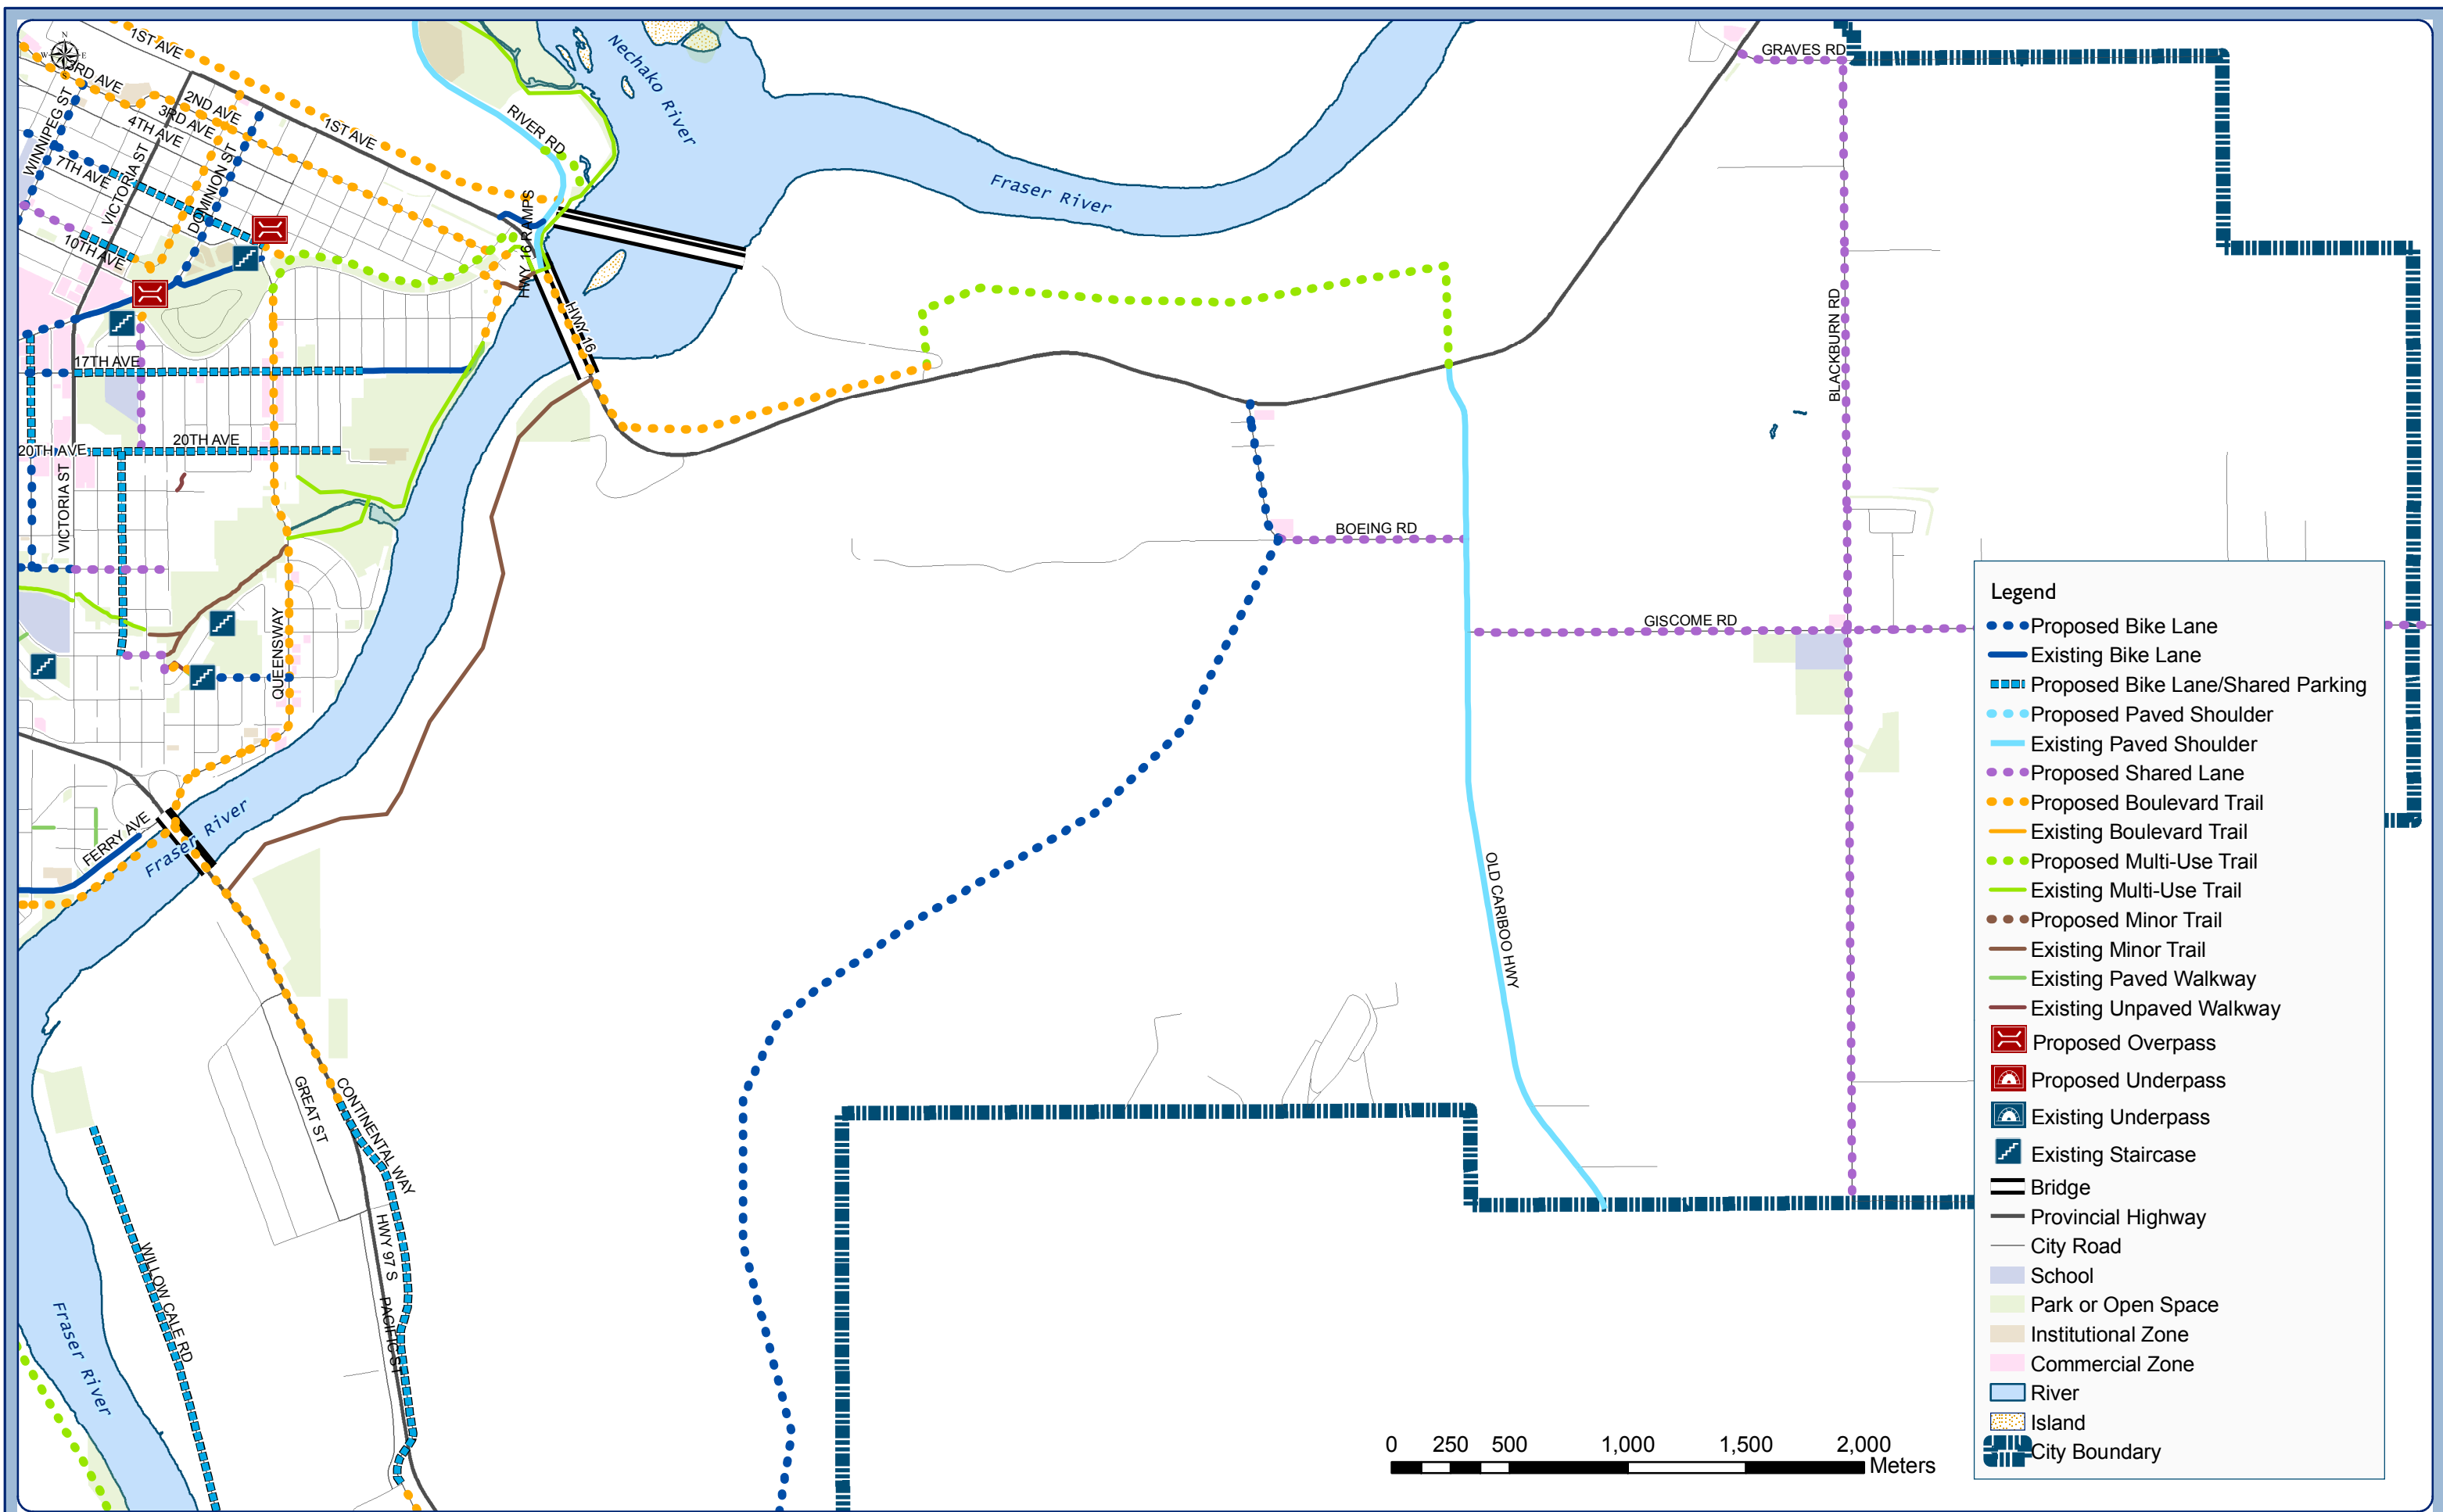 N
W
E
S
1ST AVE
3RD AVE
2ND AVE
3RD AVE
4TH AVE
1ST AVE
WINNIPEG ST
7TH AVE
VICTORIA ST
DOMINION ST
10TH AVE
RIVER RD
Nechako River
Fraser River
HWY 16 RAMPS
HWY 16
GRAVES RD
BLACKBURN RD
17TH AVE
20TH AVE
20TH AVE
VICTORIA ST
QUEENSWAY
BOEING RD
GISCOME RD
FERRY AVE
Fraser River
OLD CARIBOO HWY
GREAT ST
CONTINENTAL WAY
HWY 97 S
PACIFIC ST
WILLOW CALE RD
Fraser River
Legend
Proposed Bike Lane
Existing Bike Lane
Proposed Bike Lane/Shared Parking
Proposed Paved Shoulder
Existing Paved Shoulder
Proposed Shared Lane
Proposed Boulevard Trail
Existing Boulevard Trail
Proposed Multi-Use Trail
Existing Multi-Use Trail
Proposed Minor Trail
Existing Minor Trail
Existing Paved Walkway
Existing Unpaved Walkway
Proposed Overpass
Proposed Underpass
Existing Underpass
Existing Staircase
Bridge
Provincial Highway
City Road
School
Park or Open Space
Institutional Zone
Commercial Zone
River
Island
City Boundary
0 250 500 1,000 1,500 2,000
Meters